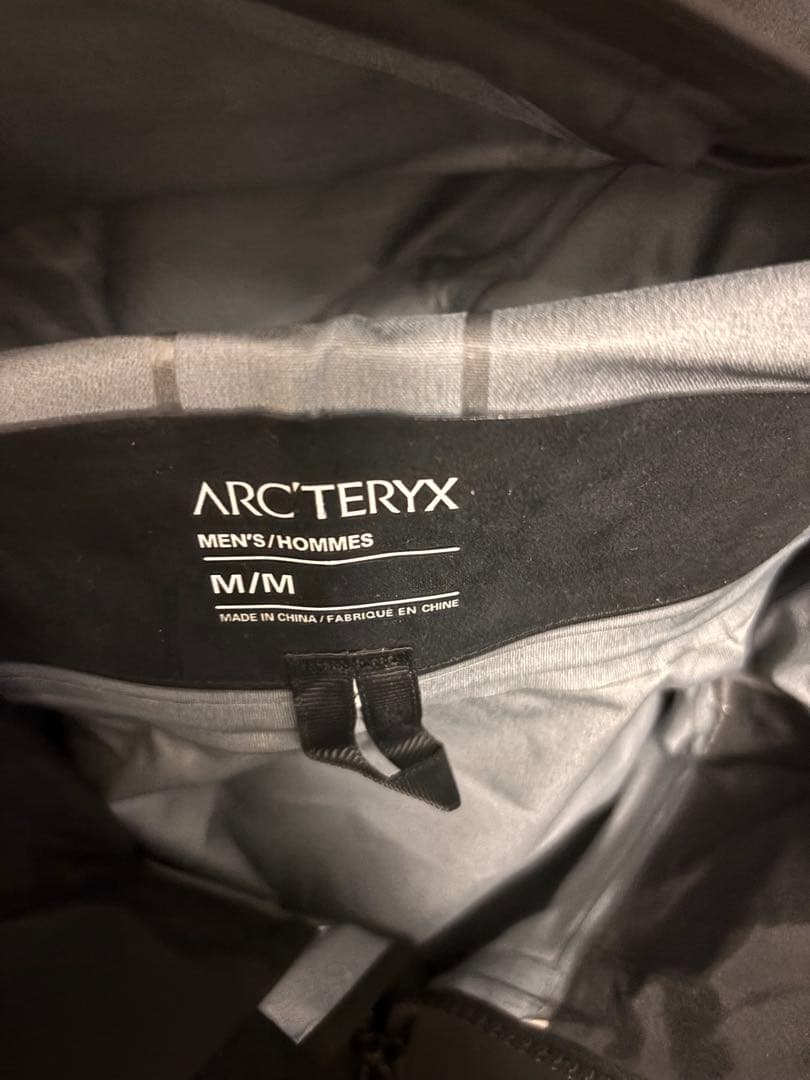 ARC'TERYX
MEN'S/HOMMES
M/M
MADE IN CHINA / FABRIQUÉ EN CHINE